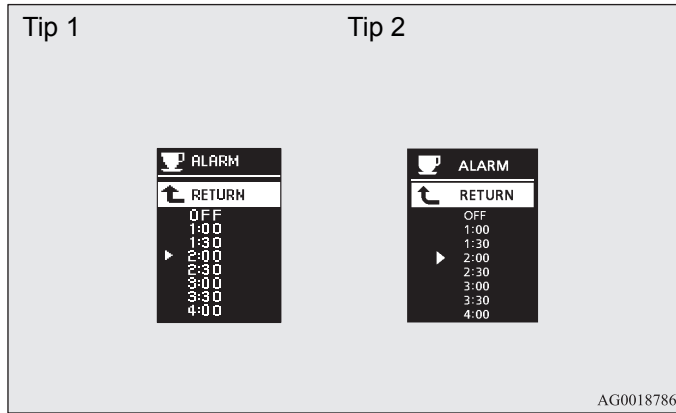 Tip 1
ALARM
RETURN
OFF
1:00
1:30
2:00
2:30
3:00
3:30
4:00
Tip 2
ALARM
RETURN
OFF
1:00
1:30
2:00
2:30
3:00
3:30
4:00
AG0018786